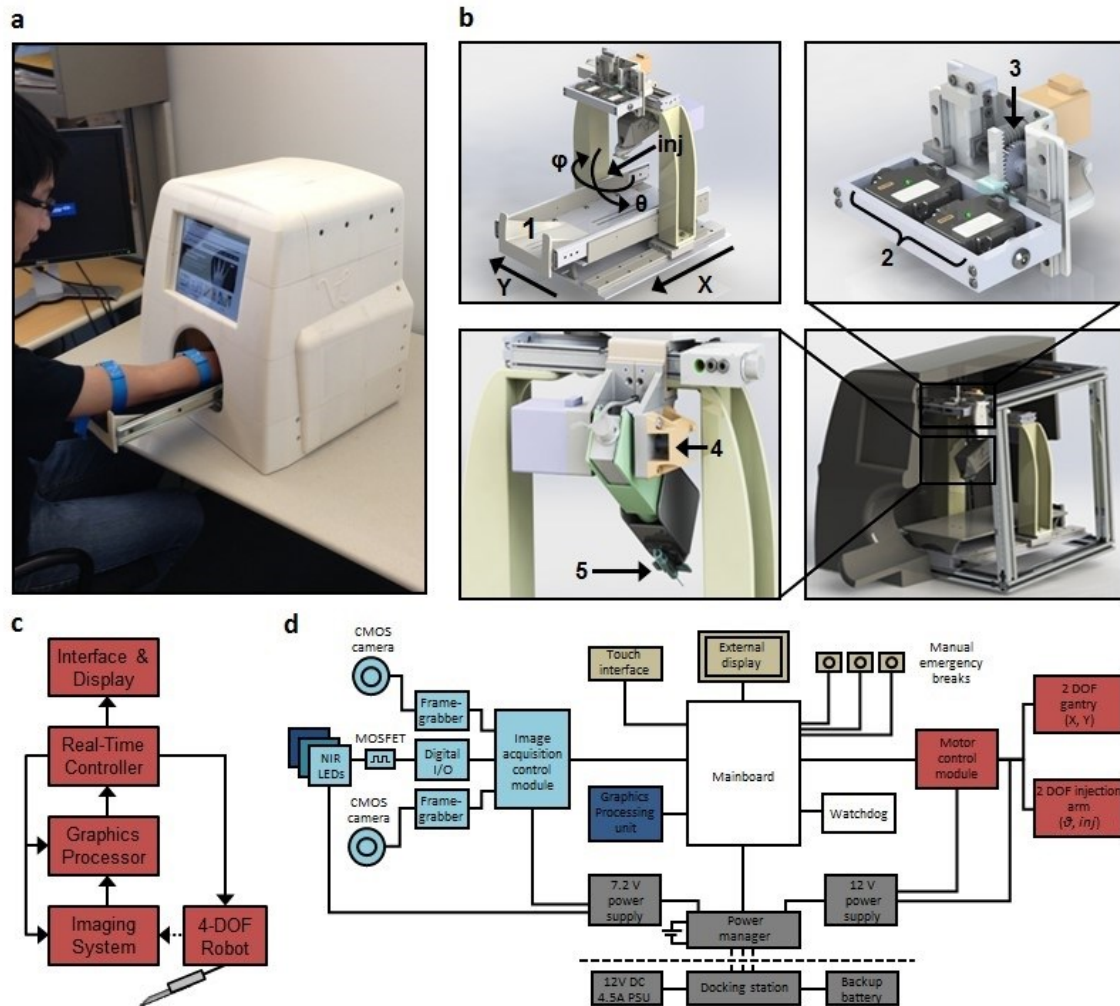 a
b
φ
inj
θ
1
Y
X
3
2
4
5
c
Interface &
Display
Real-Time
Controller
Graphics
Processor
Imaging
System
4-DOF
Robot
d
CMOS
camera
Frame-
grabber
NIR
LEDs
MOSFET
Digital
I/O
CMOS
camera
Frame-
grabber
Image
acquisition
control
module
Touch
interface
External
display
Manual
emergency
breaks
Mainboard
Graphics
Processing
unit
Watchdog
Motor
control
module
2 DOF
gantry
(X, Y)
2 DOF injection
arm
(ϑ, inj)
7.2 V
power
supply
12 V
power
supply
Power
manager
12V DC
4.5A PSU
Docking station
Backup
battery